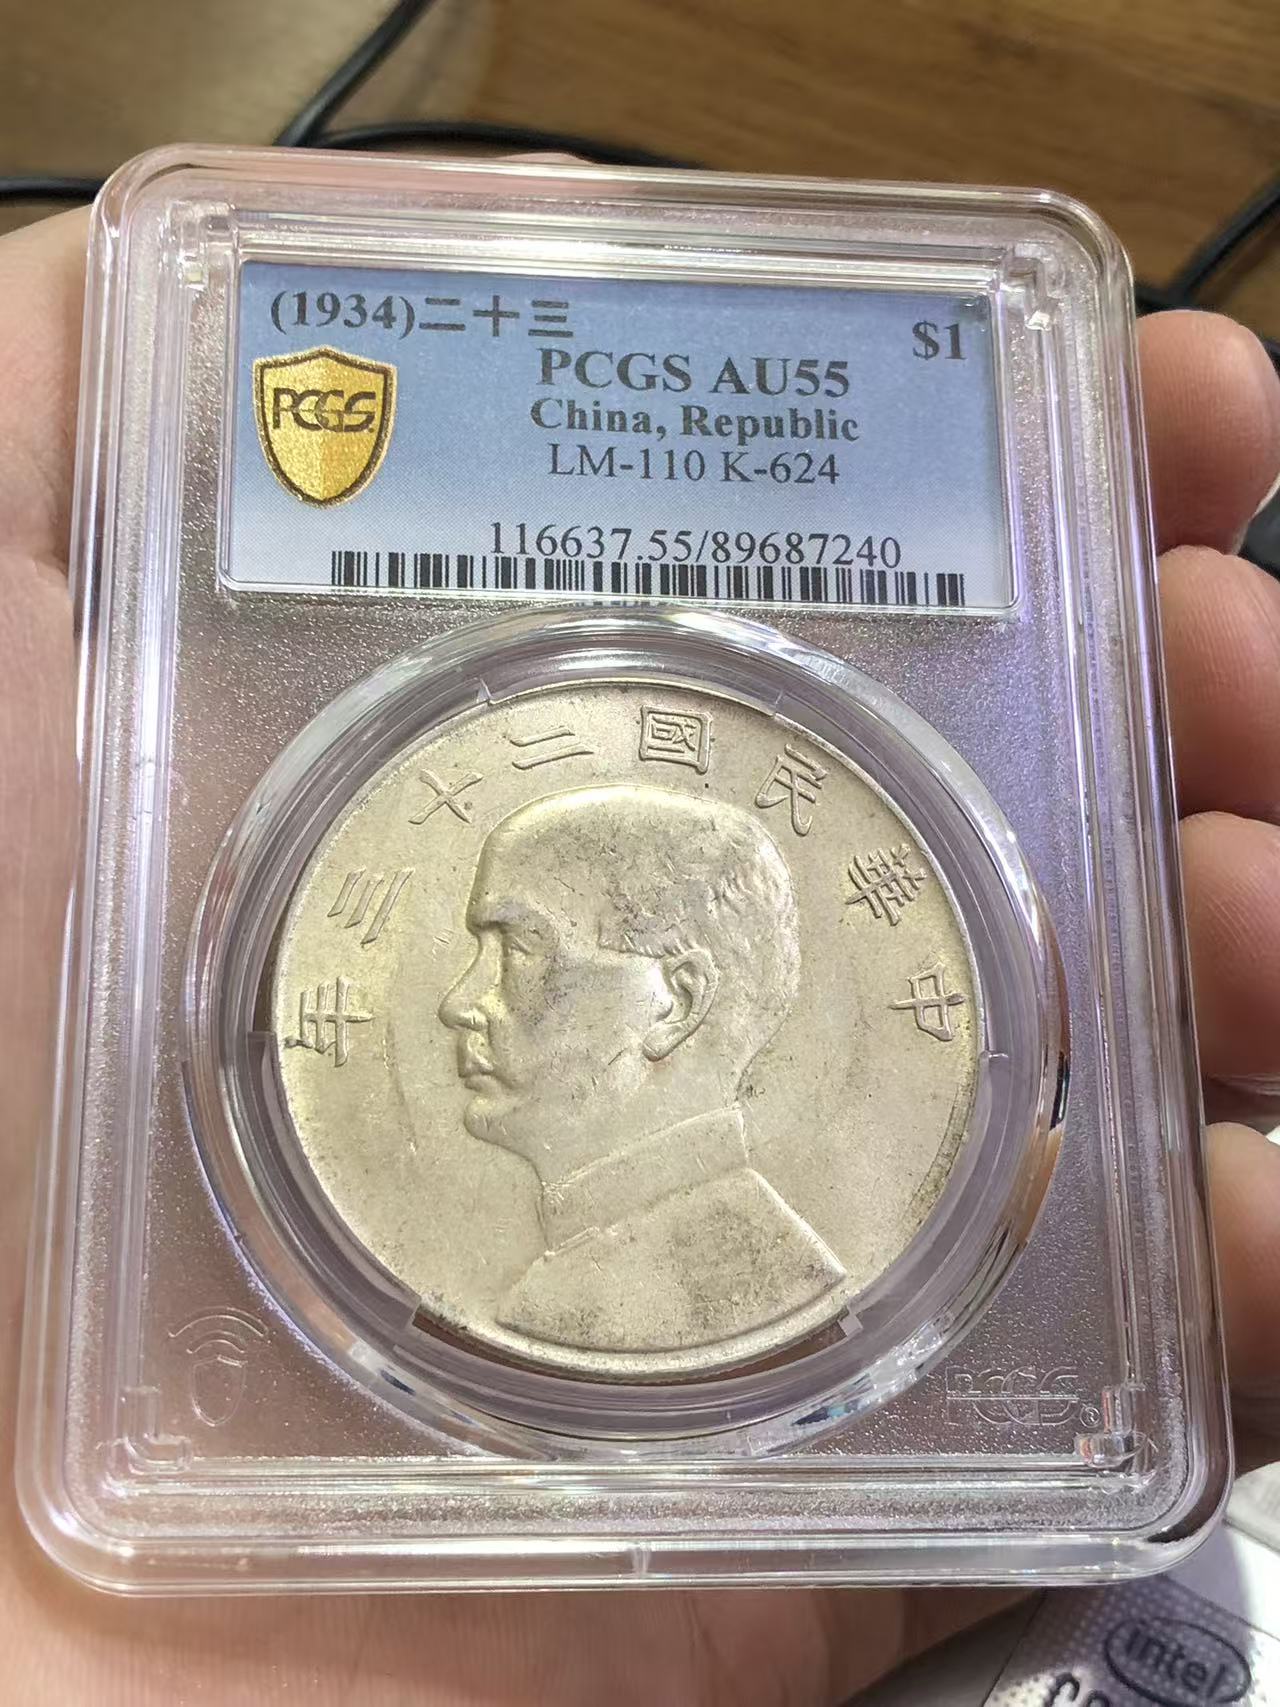 (1934)二十三
$1
PCGS AU55
PCGS
China, Republic
LM-110 K-624
116637.55/89687240
中華民國二十三年
PCGS
intel